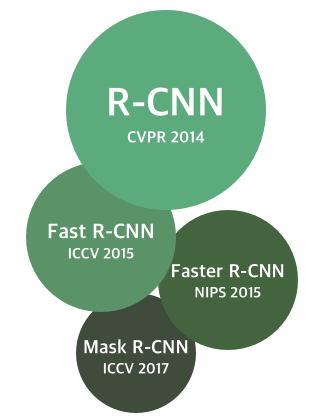 R-CNN
CVPR 2014
Fast R-CNN
ICCV 2015
Faster R-CNN
NIPS 2015
Mask R-CNN
ICCV 2017